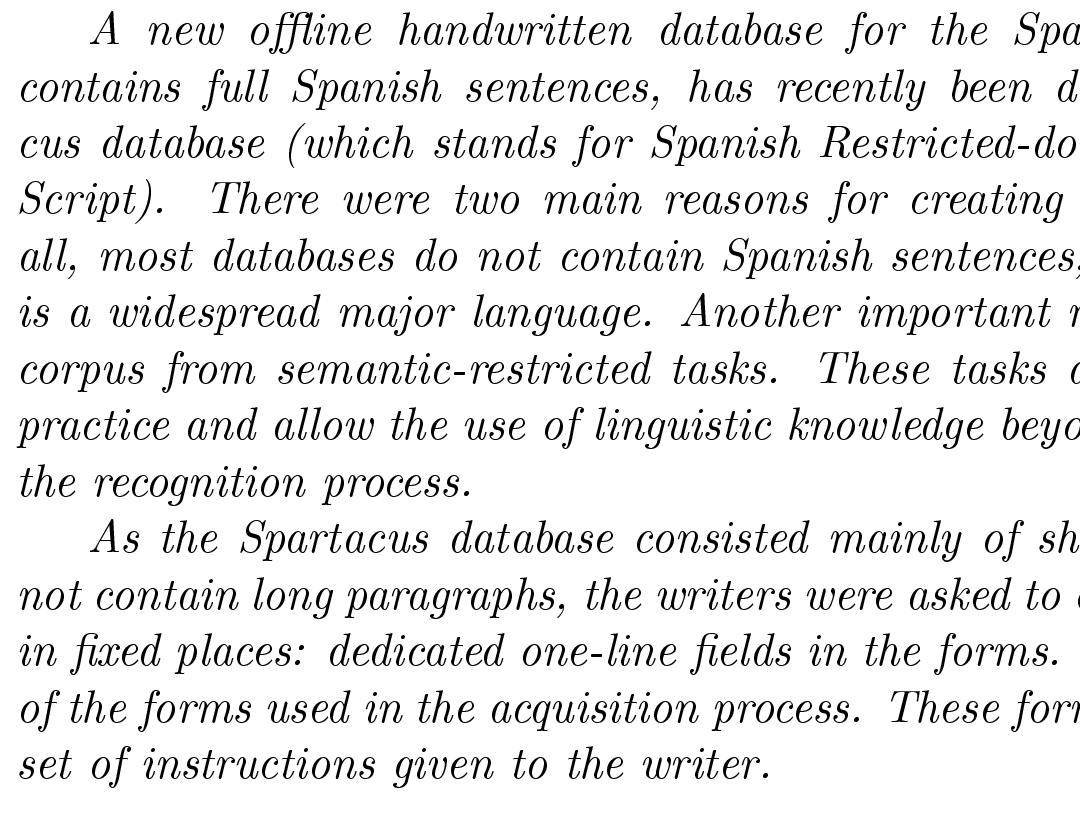 A new offline handwritten database for the Spa
contains full Spanish sentences, has recently been d
cus database (which stands for Spanish Restricted-do
Script). There were two main reasons for creating
all, most databases do not contain Spanish sentences,
is a widespread major language. Another important r
corpus from semantic-restricted tasks. These tasks a
practice and allow the use of linguistic knowledge beyo
the recognition process.
As the Spartacus database consisted mainly of sh
not contain long paragraphs, the writers were asked to c
in fixed places: dedicated one-line fields in the forms.
of the forms used in the acquisition process. These for
set of instructions given to the writer.